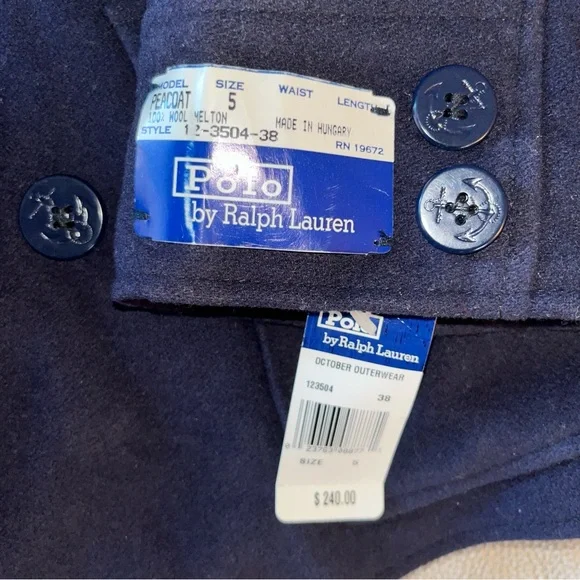 MODEL SIZE WAIST LENGTH
PEACOAT 5
100% WOOL MELTON MADE IN HUNGARY
STYLE 12-3504-38 RN 19672
Polo
by Ralph Lauren
Polo
by Ralph Lauren
OCTOBER OUTERWEAR
123504 38
SIZE
$ 240.00